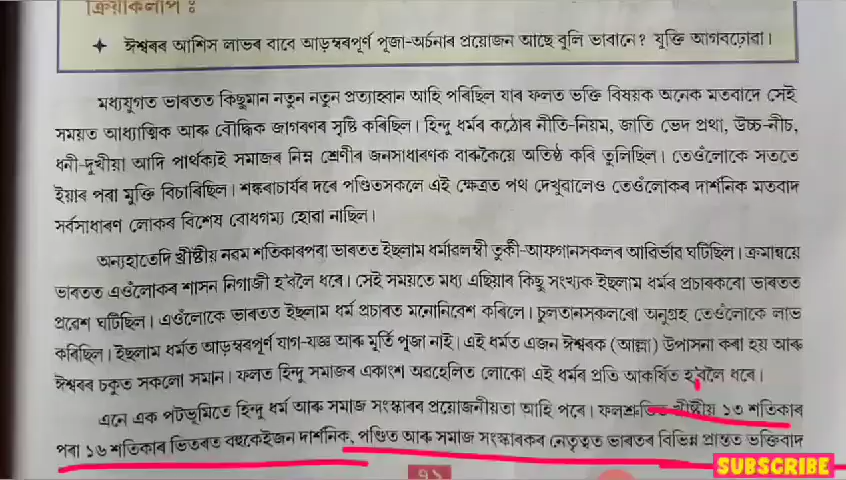 ক্ৰিয়াকলাপ :
✦ ঈশ্বৰৰ আশিস লাভৰ বাবে আড়ম্বৰপূৰ্ণ পূজা-অৰ্চনাৰ প্ৰয়োজন আছে বুলি ভাবানে? যুক্তি আগবঢ়োৱা।
মধ্যযুগত ভাৰতত কিছুমান নতুন নতুন প্ৰত্যাহ্বান আহি পৰিছিল যাৰ ফলত ভক্তি বিষয়ক অনেক মতবাদে সেই
সময়ত আধ্যাত্মিক আৰু বৌদ্ধিক জাগৰণৰ সৃষ্টি কৰিছিল। হিন্দু ধৰ্মৰ কঠোৰ নীতি-নিয়ম, জাতি ভেদ প্ৰথা, উচ্চ-নীচ,
ধনী-দুখীয়া আদি পাৰ্থক্যই সমাজৰ নিম্ন শ্ৰেণীৰ জনসাধাৰণক বাৰুকৈয়ে অতিষ্ঠ কৰি তুলিছিল। তেওঁলোকে সততে
ইয়াৰ পৰা মুক্তি বিচাৰিছিল। শঙ্কৰাচাৰ্যৰ দৰে পণ্ডিতসকলে এই ক্ষেত্ৰত পথ দেখুৱালেও তেওঁলোকৰ দাৰ্শনিক মতবাদ
সৰ্বসাধাৰণ লোকৰ বিশেষ বোধগম্য হোৱা নাছিল।
অন্যহাতেদি খ্ৰীষ্টীয় নৱম শতিকাৰপৰা ভাৰতত ইছলাম ধৰ্মাৱলম্বী তুৰ্কী-আফগানসকলৰ আবিৰ্ভাৱ ঘটিছিল। ক্ৰমান্বয়ে
ভাৰতত এওঁলোকৰ শাসন নিগাজী হ'বলৈ ধৰে। সেই সময়তে মধ্য এছিয়াৰ কিছু সংখ্যক ইছলাম ধৰ্মৰ প্ৰচাৰকৰো ভাৰতত
প্ৰৱেশ ঘটিছিল। এওঁলোকে ভাৰতত ইছলাম ধৰ্ম প্ৰচাৰত মনোনিৱেশ কৰিলে। চুলতানসকলৰো অনুগ্ৰহ তেওঁলোকে লাভ
কৰিছিল। ইছলাম ধৰ্মত আড়ম্বৰপূৰ্ণ যাগ-যজ্ঞ আৰু মূৰ্তি পূজা নাই। এই ধৰ্মত এজন ঈশ্বৰক (আল্লা) উপাসনা কৰা হয় আৰু
ঈশ্বৰৰ চকুত সকলো সমান। ফলত হিন্দু সমাজৰ একাংশ অৱহেলিত লোকো এই ধৰ্মৰ প্ৰতি আকৰ্ষিত হ'বলৈ ধৰে।
এনে এক পটভূমিতে হিন্দু ধৰ্ম আৰু সমাজ সংস্কাৰৰ প্ৰয়োজনীয়তা আহি পৰে। ফলশ্ৰুতিত খ্ৰীষ্টীয় ১৩ শতিকাৰ
পৰা ১৬ শতিকাৰ ভিতৰত বহুকেইজন দাৰ্শনিক, পণ্ডিত আৰু সমাজ সংস্কাৰকৰ নেতৃত্বত ভাৰতৰ বিভিন্ন প্ৰান্তত ভক্তিবাদ
SUBSCRIBE